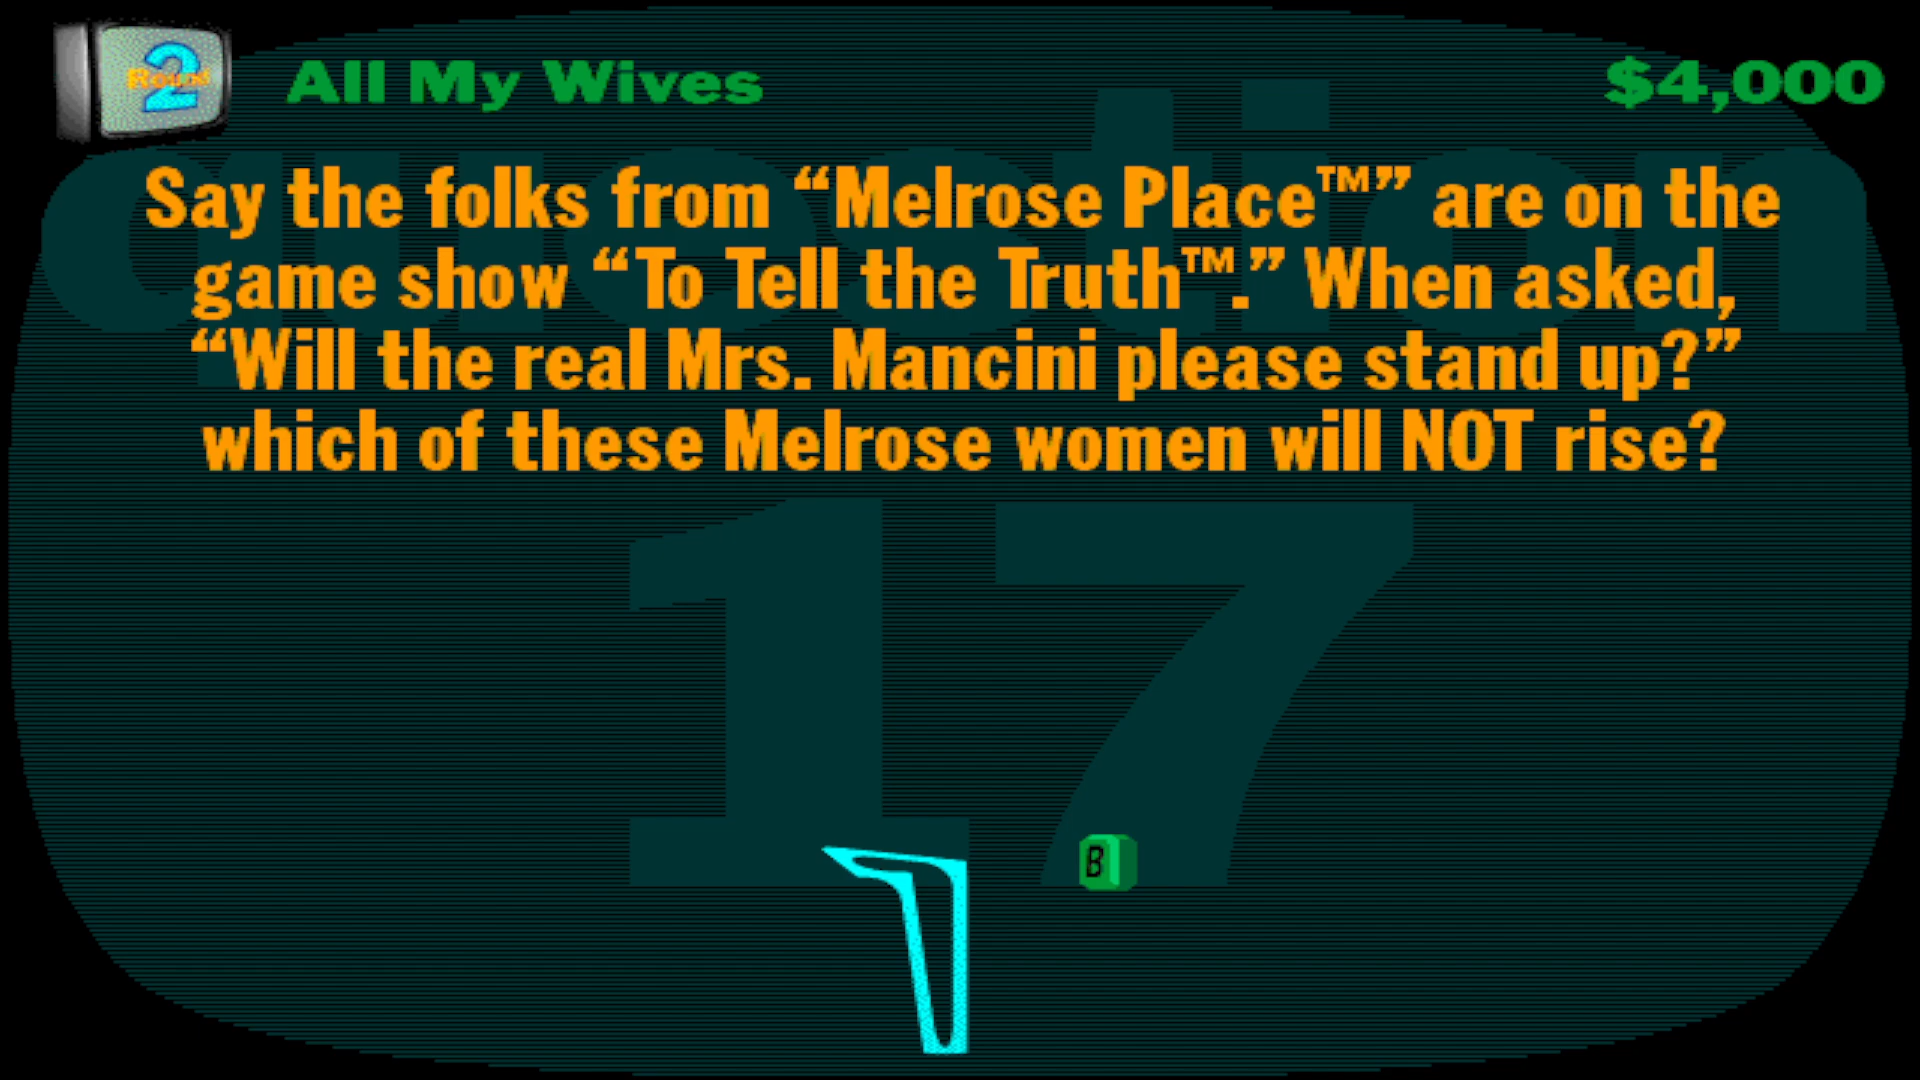 Round 2
All My Wives
$4,000
question
Say the folks from “Melrose Place™” are on the
game show “To Tell the Truth™.” When asked,
“Will the real Mrs. Mancini please stand up?”
which of these Melrose women will NOT rise?
17
B